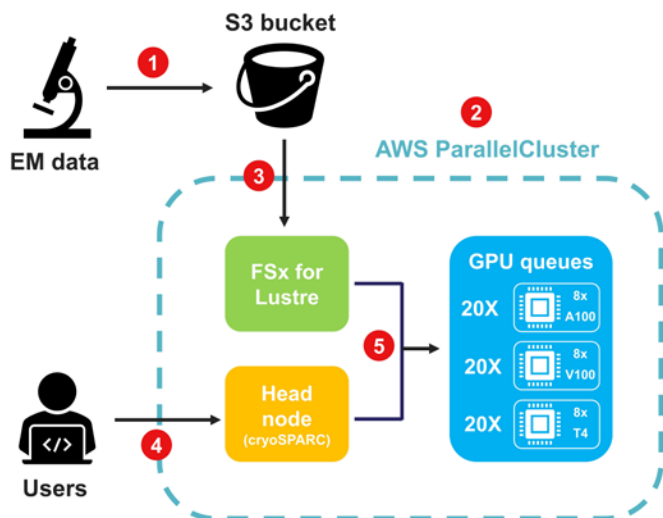 S3 bucket
1
2
EM data
AWS ParallelCluster
3
FSx for
Lustre
GPU queues
20X
8x
A100
5
20X
8x
V100
Head
node
(cryoSPARC)
20X
8x
T4
4
Users